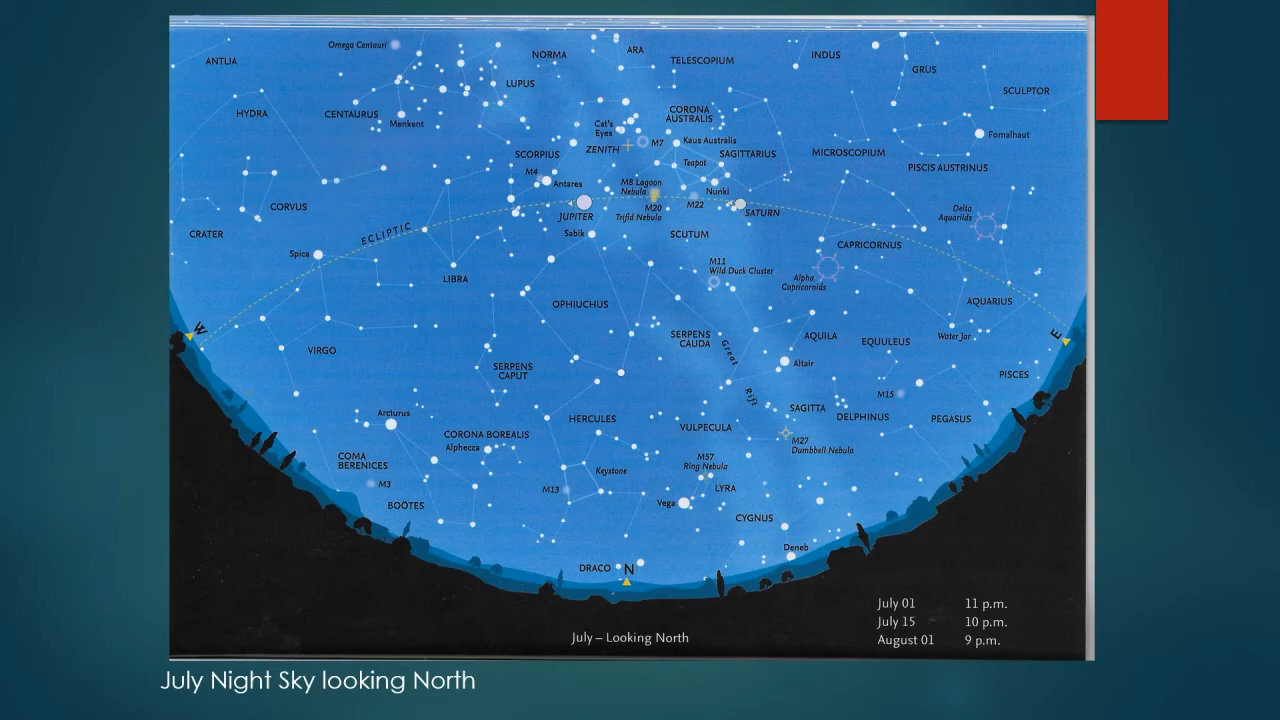 Omega Centauri
ANTLIA
NORMA
ARA
TELESCOPIUM
INDUS
GRUS
SCULPTOR
LUPUS
HYDRA
CENTAURUS
Menkent
CORONA
AUSTRALIS
Cat's
Eyes
ZENITH
M7
Kaus Australis
Fomalhaut
SCORPIUS
SAGITTARIUS
MICROSCOPIUM
PISCIS AUSTRINUS
Teapot
M4
Antares
M8 Lagoon
Nebula
Nunki
CORVUS
JUPITER
M20
Trifid Nebula
M22
SATURN
Delta
Aquariids
CRATER
ECLIPTIC
Sabik
SCUTUM
CAPRICORNUS
Spica
LIBRA
M11
Wild Duck Cluster
Alpha
Capricornids
OPHIUCHUS
AQUARIUS
W
E
VIRGO
SERPENS
CAUDA
Great
Rift
AQUILA
EQUULEUS
Water Jar
SERPENS
CAPUT
Altair
PISCES
M15
Arcturus
HERCULES
SAGITTA
DELPHINUS
PEGASUS
CORONA BOREALIS
Alphecca
VULPECULA
M27
Dumbbell Nebula
COMA
BERENICES
M3
Keystone
M57
Ring Nebula
M13
LYRA
BOÖTES
Vega
CYGNUS
Deneb
DRACO
N
July 01 11 p.m.
July 15 10 p.m.
August 01 9 p.m.
July – Looking North
July Night Sky looking North